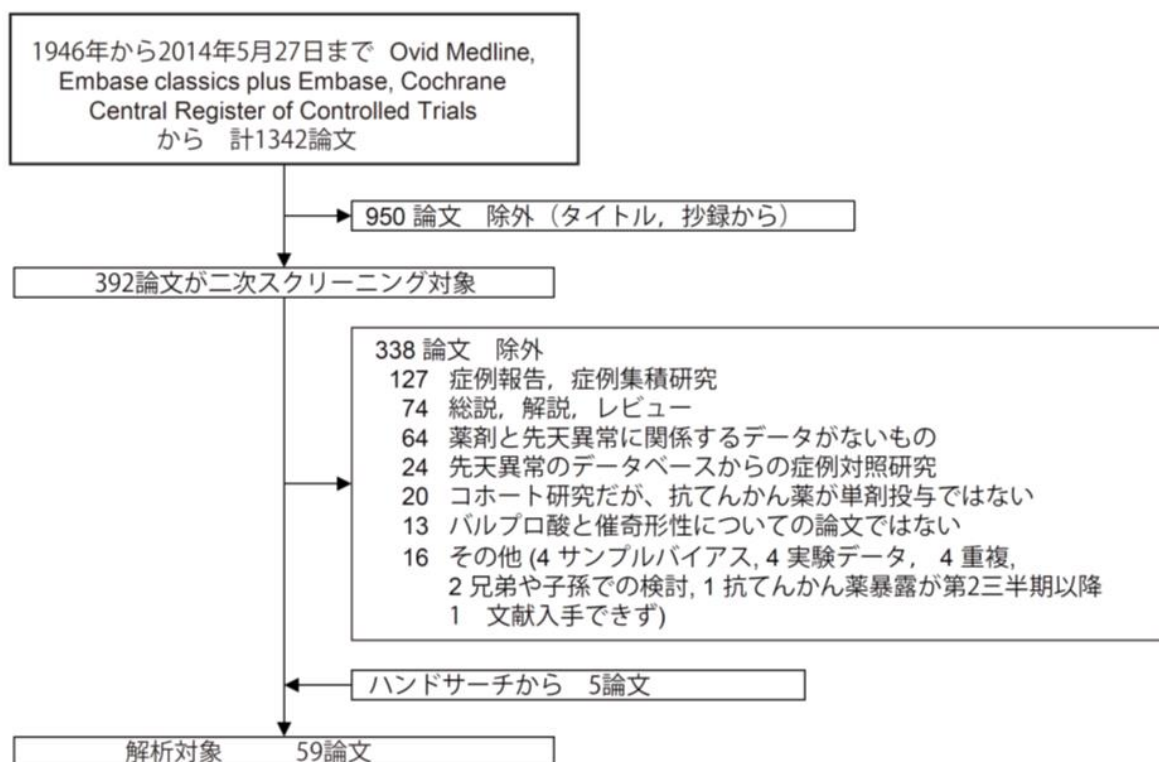 1946年から2014年5月27日まで Ovid Medline,
Embase classics plus Embase, Cochrane
Central Register of Controlled Trials
から 計1342論文
950 論文 除外（タイトル，抄録から）
392論文が二次スクリーニング対象
338 論文 除外
127 症例報告，症例集積研究
74 総説，解説，レビュー
64 薬剤と先天異常に関係するデータがないもの
24 先天異常のデータベースからの症例対照研究
20 コホート研究だが、抗てんかん薬が単剤投与ではない
13 バルプロ酸と催奇形性についての論文ではない
16 その他 (4 サンプルバイアス, 4 実験データ， 4 重複,
2 兄弟や子孫での検討, 1 抗てんかん薬暴露が第2三半期以降
1 文献入手できず)
ハンドサーチから 5論文
解析対象 59論文